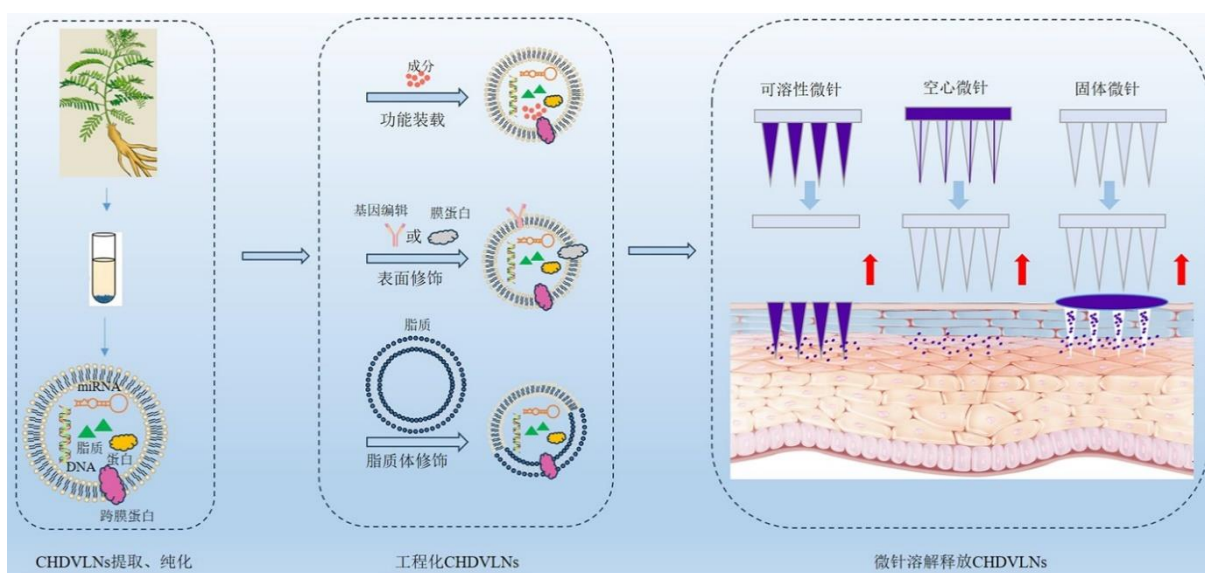 miRNA
脂质
蛋白
DNA
跨膜蛋白
CHDVLNs提取、纯化
成分
功能装载
基因编辑
或
膜蛋白
表面修饰
脂质
脂质体修饰
工程化CHDVLNs
可溶性微针
空心微针
固体微针
微针溶解释放CHDVLNs